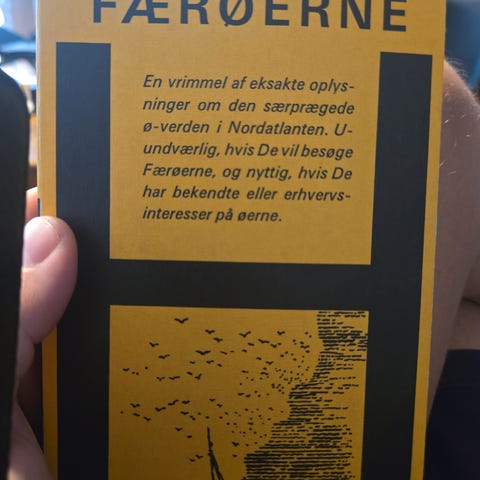 FÆRØERNE
En vrimmel af eksakte oplys-
ninger om den særprægede
ø-verden i Nordatlanten. U-
undværlig, hvis De vil besøge
Færøerne, og nyttig, hvis De
har bekendte eller erhvervs-
interesser på øerne.